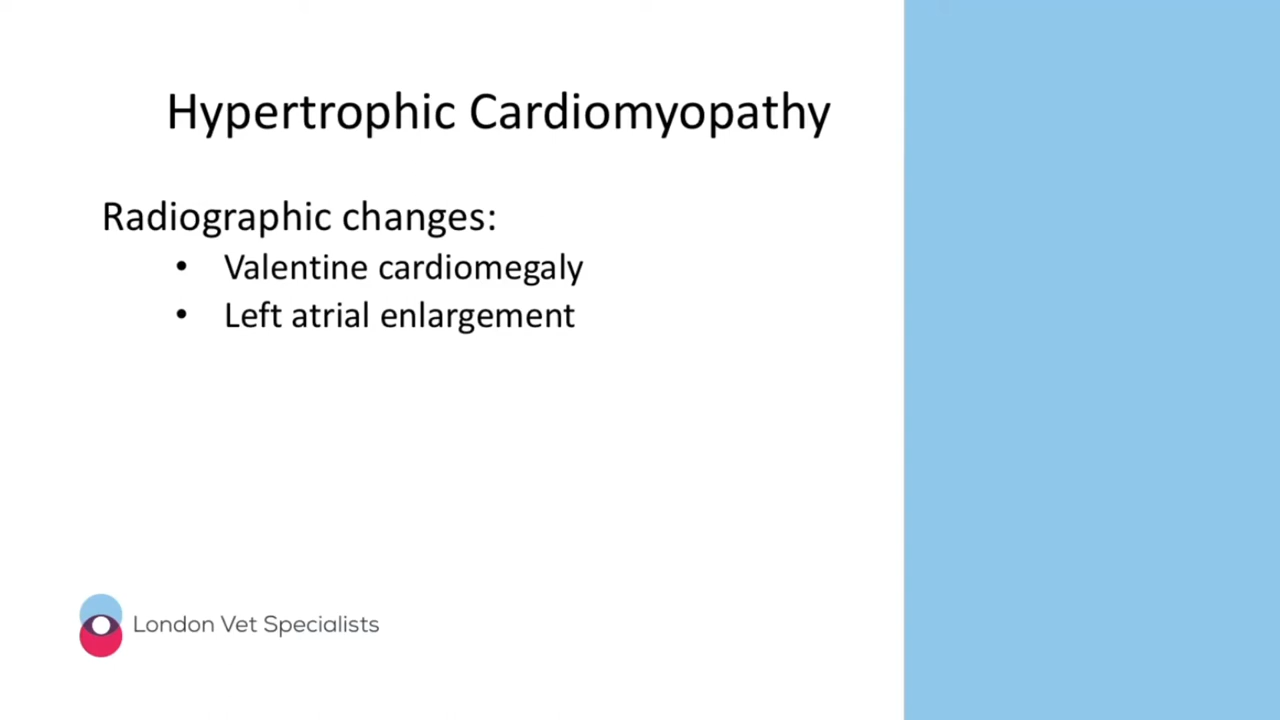 Hypertrophic Cardiomyopathy
Radiographic changes:
• Valentine cardiomegaly
• Left atrial enlargement
London Vet Specialists